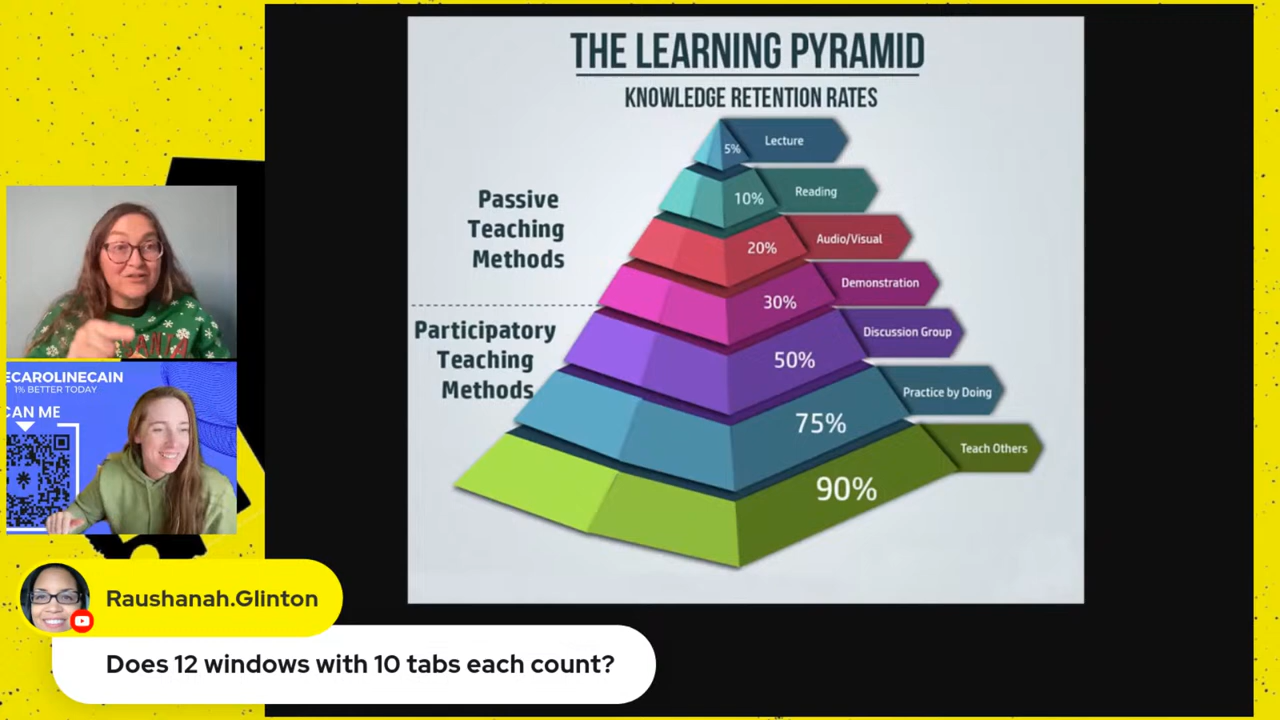 THE LEARNING PYRAMID
KNOWLEDGE RETENTION RATES
5%
Lecture
10%
Reading
20%
Audio/Visual
30%
Demonstration
50%
Discussion Group
75%
Practice by Doing
90%
Teach Others
Passive
Teaching
Methods
Participatory
Teaching
Methods
SANTA
ECAROLINECAIN
1% BETTER TODAY
CAN ME
Raushanah.Glinton
Does 12 windows with 10 tabs each count?